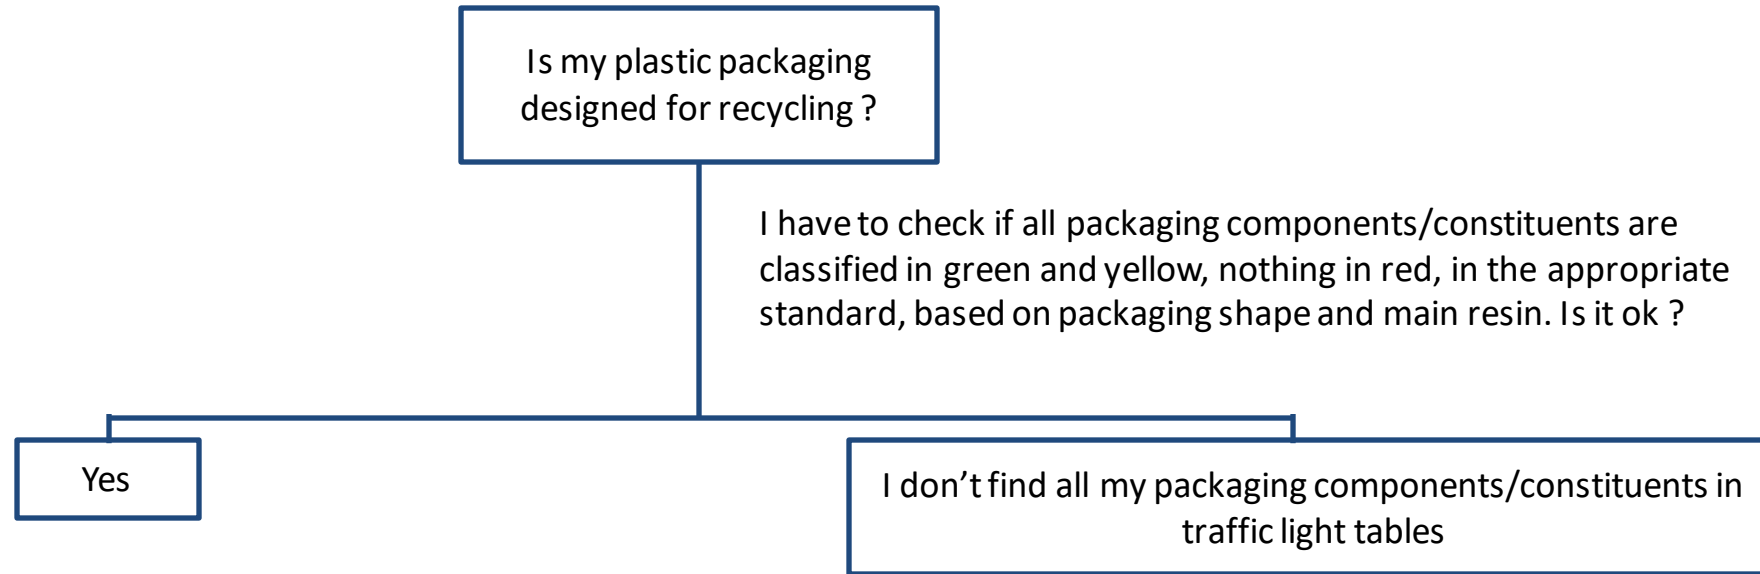 Is my plastic packaging
designed for recycling ?
I have to check if all packaging components/constituents are
classified in green and yellow, nothing in red, in the appropriate
standard, based on packaging shape and main resin. Is it ok ?
Yes
I don’t find all my packaging components/constituents in
traffic light tables